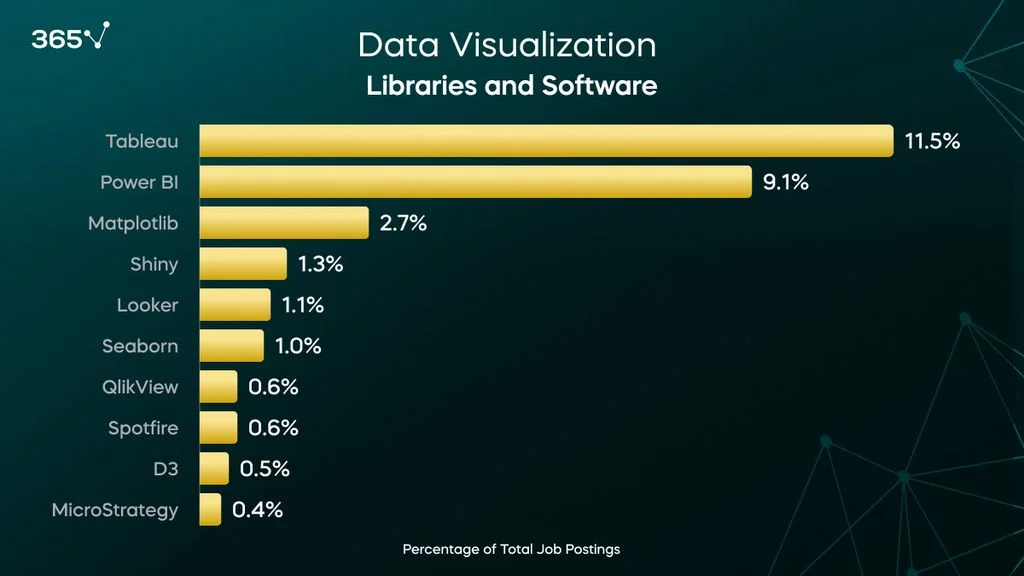 365
Data Visualization
Libraries and Software
Tableau 11.5%
Power BI 9.1%
Matplotlib 2.7%
Shiny 1.3%
Looker 1.1%
Seaborn 1.0%
QlikView 0.6%
Spotfire 0.6%
D3 0.5%
MicroStrategy 0.4%
Percentage of Total Job Postings